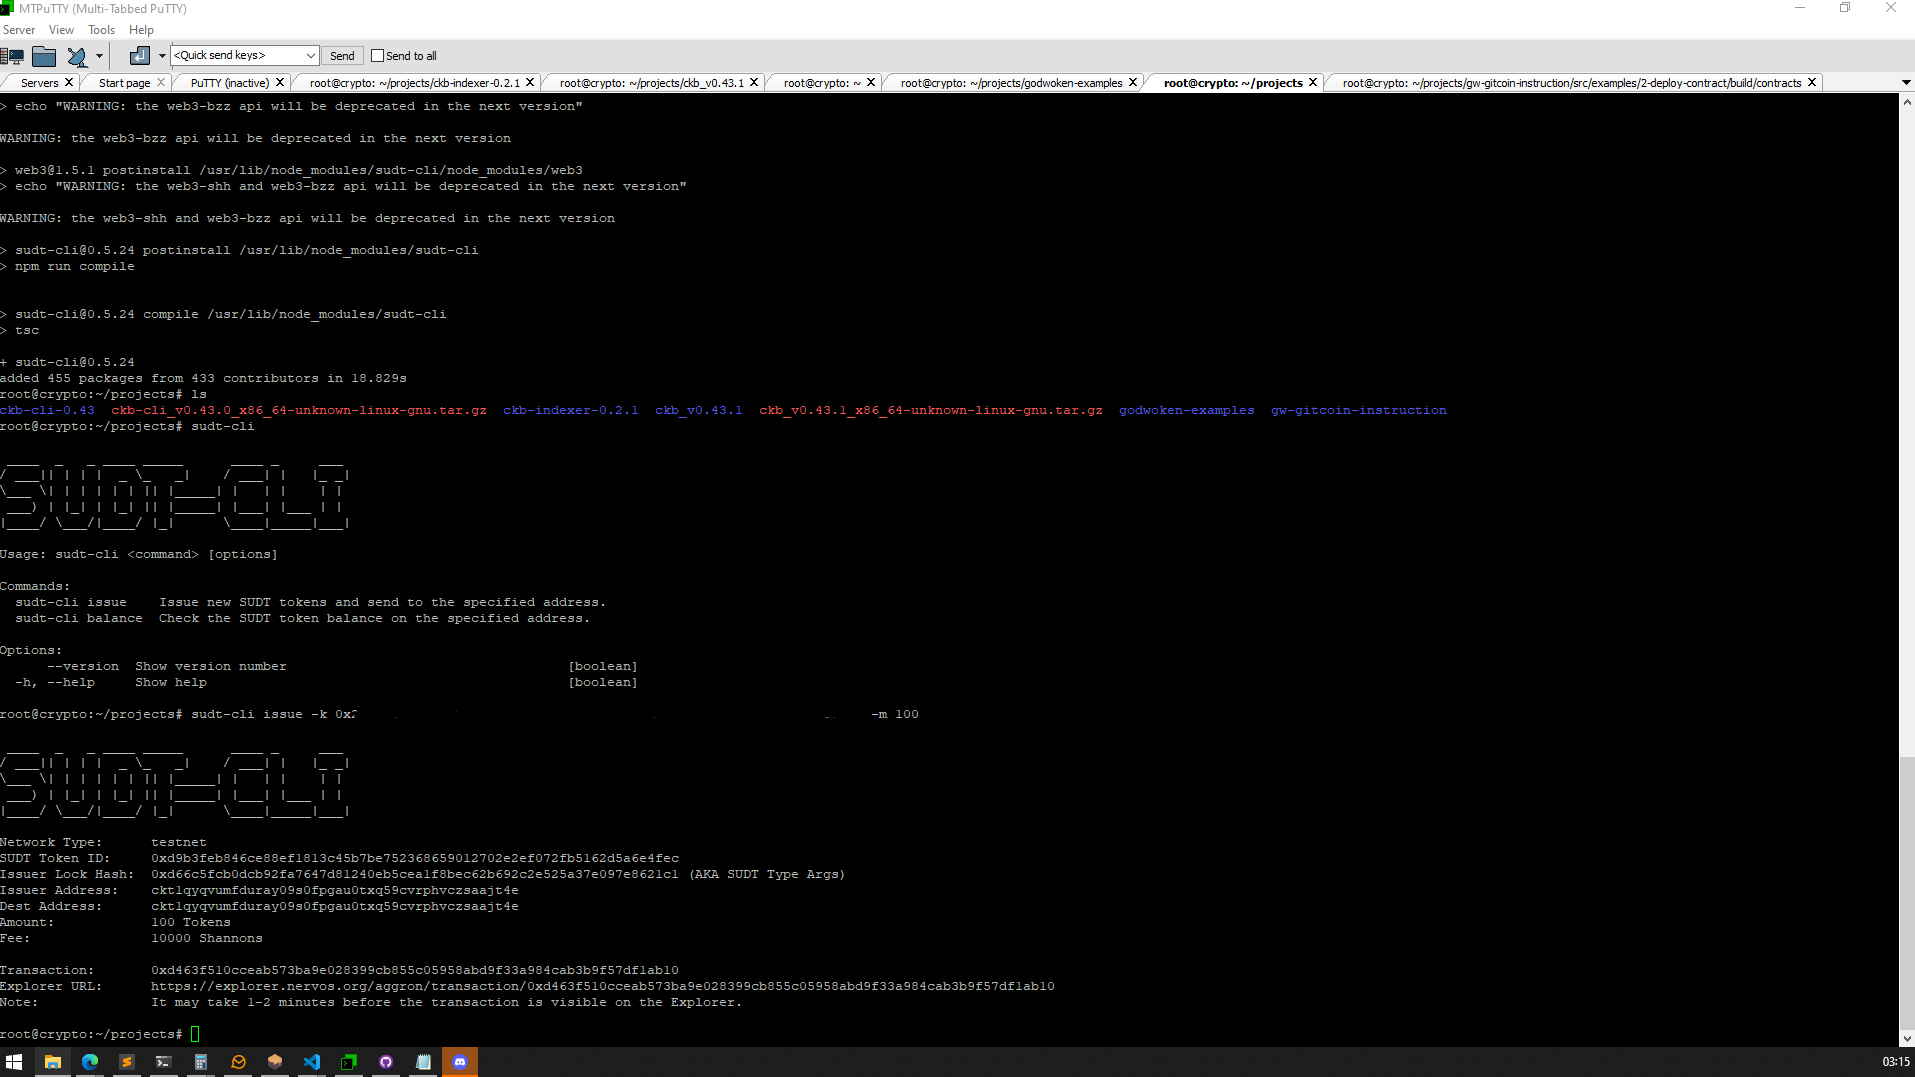 MTPuTTY (Multi-Tabbed PuTTY)
Server View Tools Help
<Quick send keys> Send Send to all
Servers Start page PuTTY (inactive) root@crypto: ~/projects/ckb-indexer-0.2.1 root@crypto: ~/projects/ckb_v0.43.1 root@crypto: ~ root@crypto: ~/projects/godwoken-examples root@crypto: ~/projects root@crypto: ~/projects/gw-gitcoin-instruction/src/examples/2-deploy-contract/build/contracts
> echo "WARNING: the web3-bzz api will be deprecated in the next version"
WARNING: the web3-bzz api will be deprecated in the next version
> web3@1.5.1 postinstall /usr/lib/node_modules/sudt-cli/node_modules/web3
> echo "WARNING: the web3-shh and web3-bzz api will be deprecated in the next version"
WARNING: the web3-shh and web3-bzz api will be deprecated in the next version
> sudt-cli@0.5.24 postinstall /usr/lib/node_modules/sudt-cli
> npm run compile
> sudt-cli@0.5.24 compile /usr/lib/node_modules/sudt-cli
> tsc
+ sudt-cli@0.5.24
added 455 packages from 433 contributors in 18.829s
root@crypto:~/projects# ls
ckb-cli-0.43 ckb-cli_v0.43.0_x86_64-unknown-linux-gnu.tar.gz ckb-indexer-0.2.1 ckb_v0.43.1 ckb_v0.43.1_x86_64-unknown-linux-gnu.tar.gz godwoken-examples gw-gitcoin-instruction
root@crypto:~/projects# sudt-cli
SUDT-CLI
Usage: sudt-cli <command> [options]
Commands:
sudt-cli issue Issue new SUDT tokens and send to the specified address.
sudt-cli balance Check the SUDT token balance on the specified address.
Options:
--version Show version number [boolean]
-h, --help Show help [boolean]
root@crypto:~/projects# sudt-cli issue -k 0x -m 100
SUDT-CLI
Network Type: testnet
SUDT Token ID: 0xd9b3feb846ce88ef1813c45b7be752368659012702e2ef072fb5162d5a6e4fec
Issuer Lock Hash: 0xd66c5fcb0dcb92fa7647d81240eb5cea1f8bec62b692c2e525a37e097e8621c1 (AKA SUDT Type Args)
Issuer Address: ckt1qyqvumfduray09s0fpgau0txq59cvrphvczsaajt4e
Dest Address: ckt1qyqvumfduray09s0fpgau0txq59cvrphvczsaajt4e
Amount: 100 Tokens
Fee: 10000 Shannons
Transaction: 0xd463f510cceab573ba9e028399cb855c05958abd9f33a984cab3b9f57df1ab10
Explorer URL: https://explorer.nervos.org/aggron/transaction/0xd463f510cceab573ba9e028399cb855c05958abd9f33a984cab3b9f57df1ab10
Note: It may take 1-2 minutes before the transaction is visible on the Explorer.
root@crypto:~/projects#
03:15